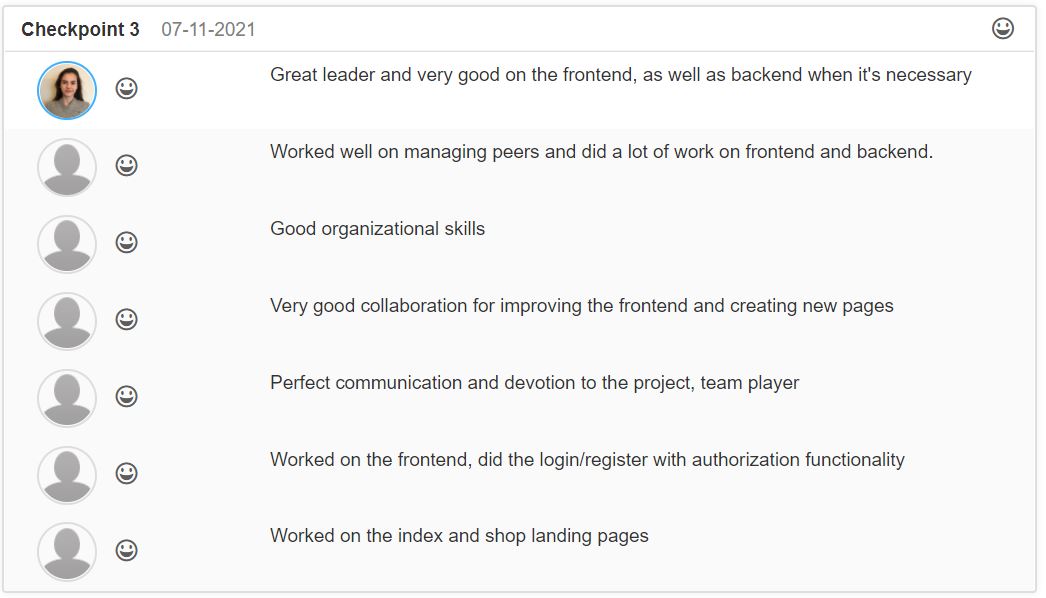 Checkpoint 3 07-11-2021
Great leader and very good on the frontend, as well as backend when it's necessary
Worked well on managing peers and did a lot of work on frontend and backend.
Good organizational skills
Very good collaboration for improving the frontend and creating new pages
Perfect communication and devotion to the project, team player
Worked on the frontend, did the login/register with authorization functionality
Worked on the index and shop landing pages